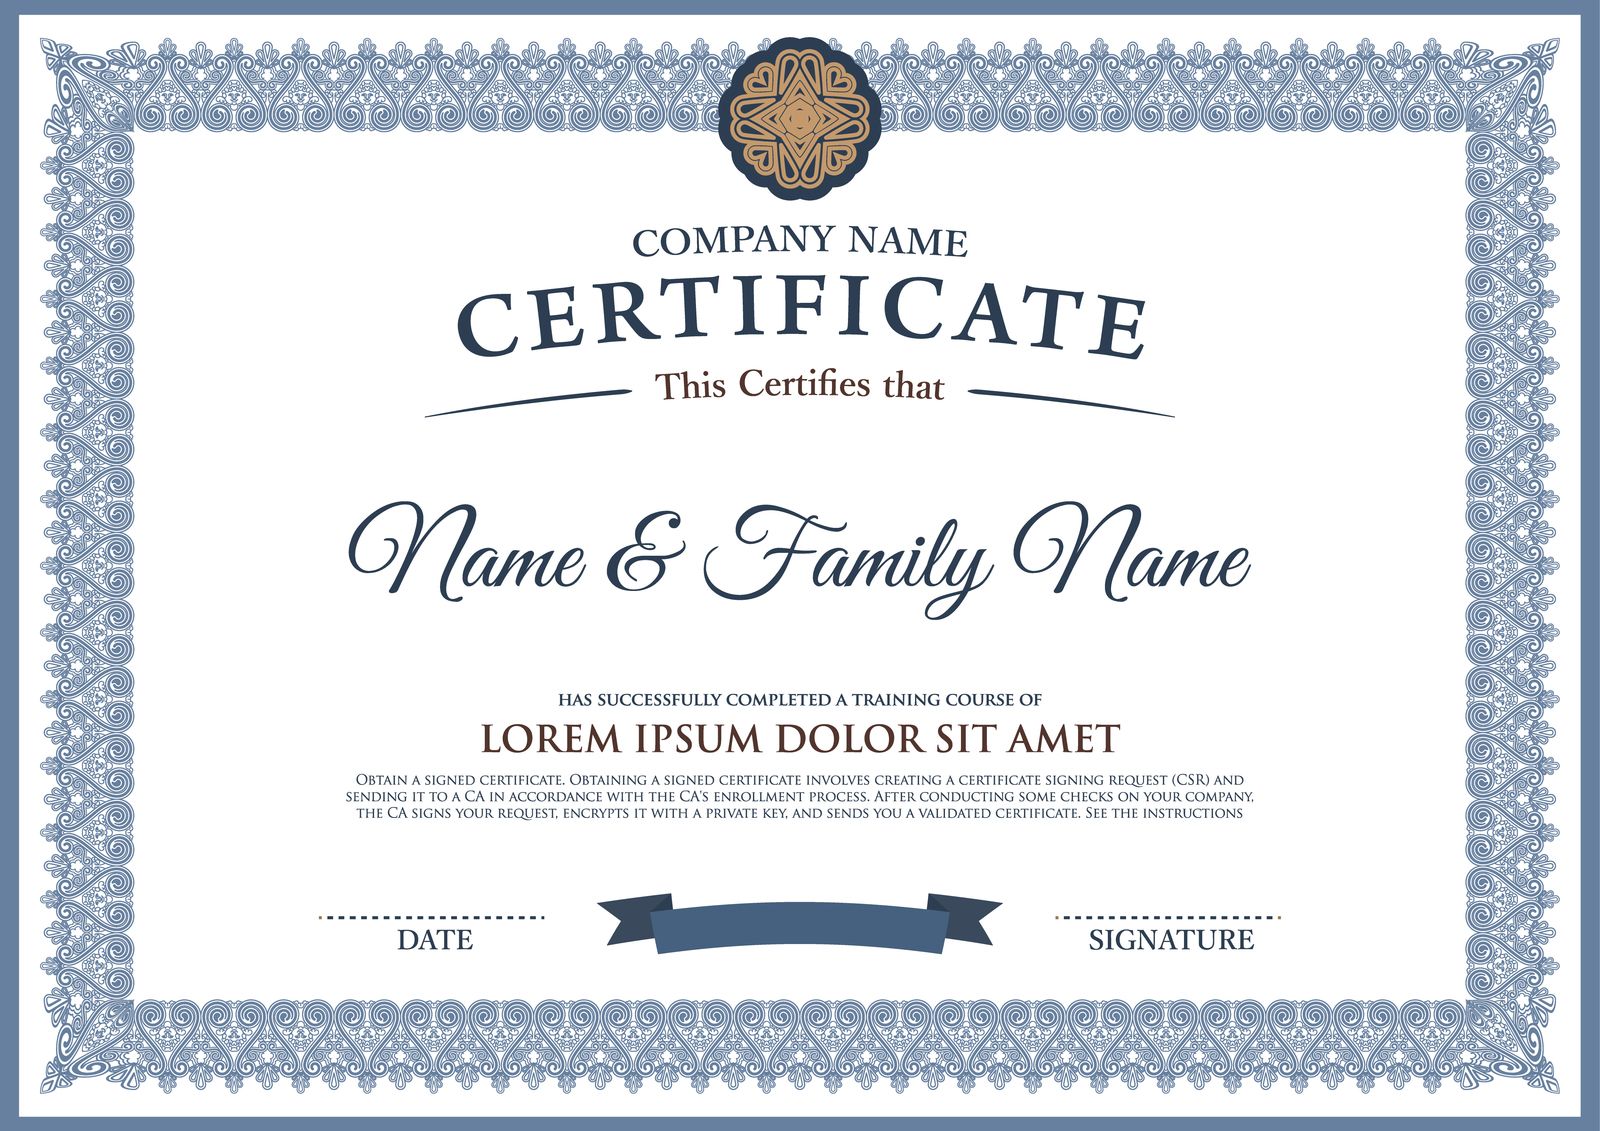 COMPANY NAME
CERTIFICATE
This Certifies that
Name & Family Name
HAS SUCCESSFULLY COMPLETED A TRAINING COURSE OF
LOREM IPSUM DOLOR SIT AMET
Obtain a signed certificate. Obtaining a signed certificate involves creating a certificate signing request (CSR) and
sending it to a CA in accordance with the CA's enrollment process. After conducting some checks on your company,
the CA signs your request, encrypts it with a private key, and sends you a validated certificate. See the instructions
DATE
SIGNATURE